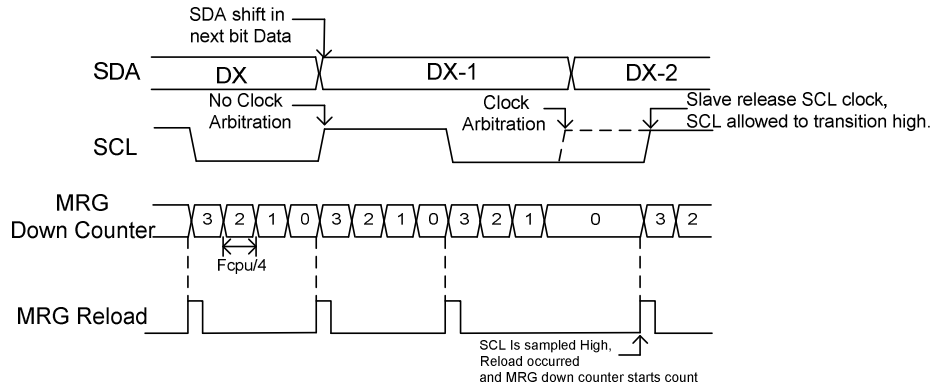 SDA shift in
next bit Data
SDA
DX
DX-1
DX-2
No Clock
Arbitration
Clock
Arbitration
Slave release SCL clock,
SCL allowed to transition high.
SCL
MRG
Down Counter
3 2 1 0 3 2 1 0 3 2 1 0 3 2
Fcpu/4
MRG Reload
SCL Is sampled High,
Reload occurred
and MRG down counter starts count